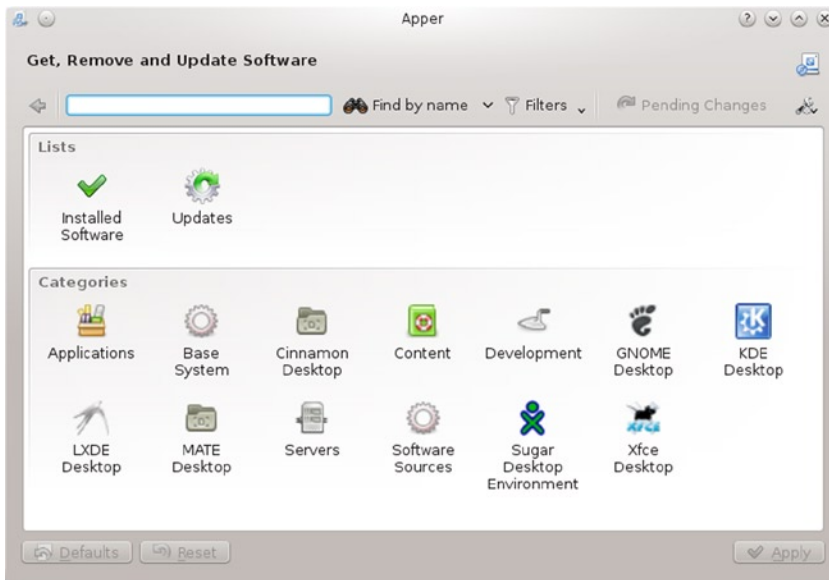 Apper
Get, Remove and Update Software
Find by name Filters Pending Changes
Lists
Installed Software
Updates
Categories
Applications
Base System
Cinnamon Desktop
Content
Development
GNOME Desktop
KDE Desktop
LXDE Desktop
MATE Desktop
Servers
Software Sources
Sugar Desktop Environment
Xfce Desktop
Defaults Reset Apply